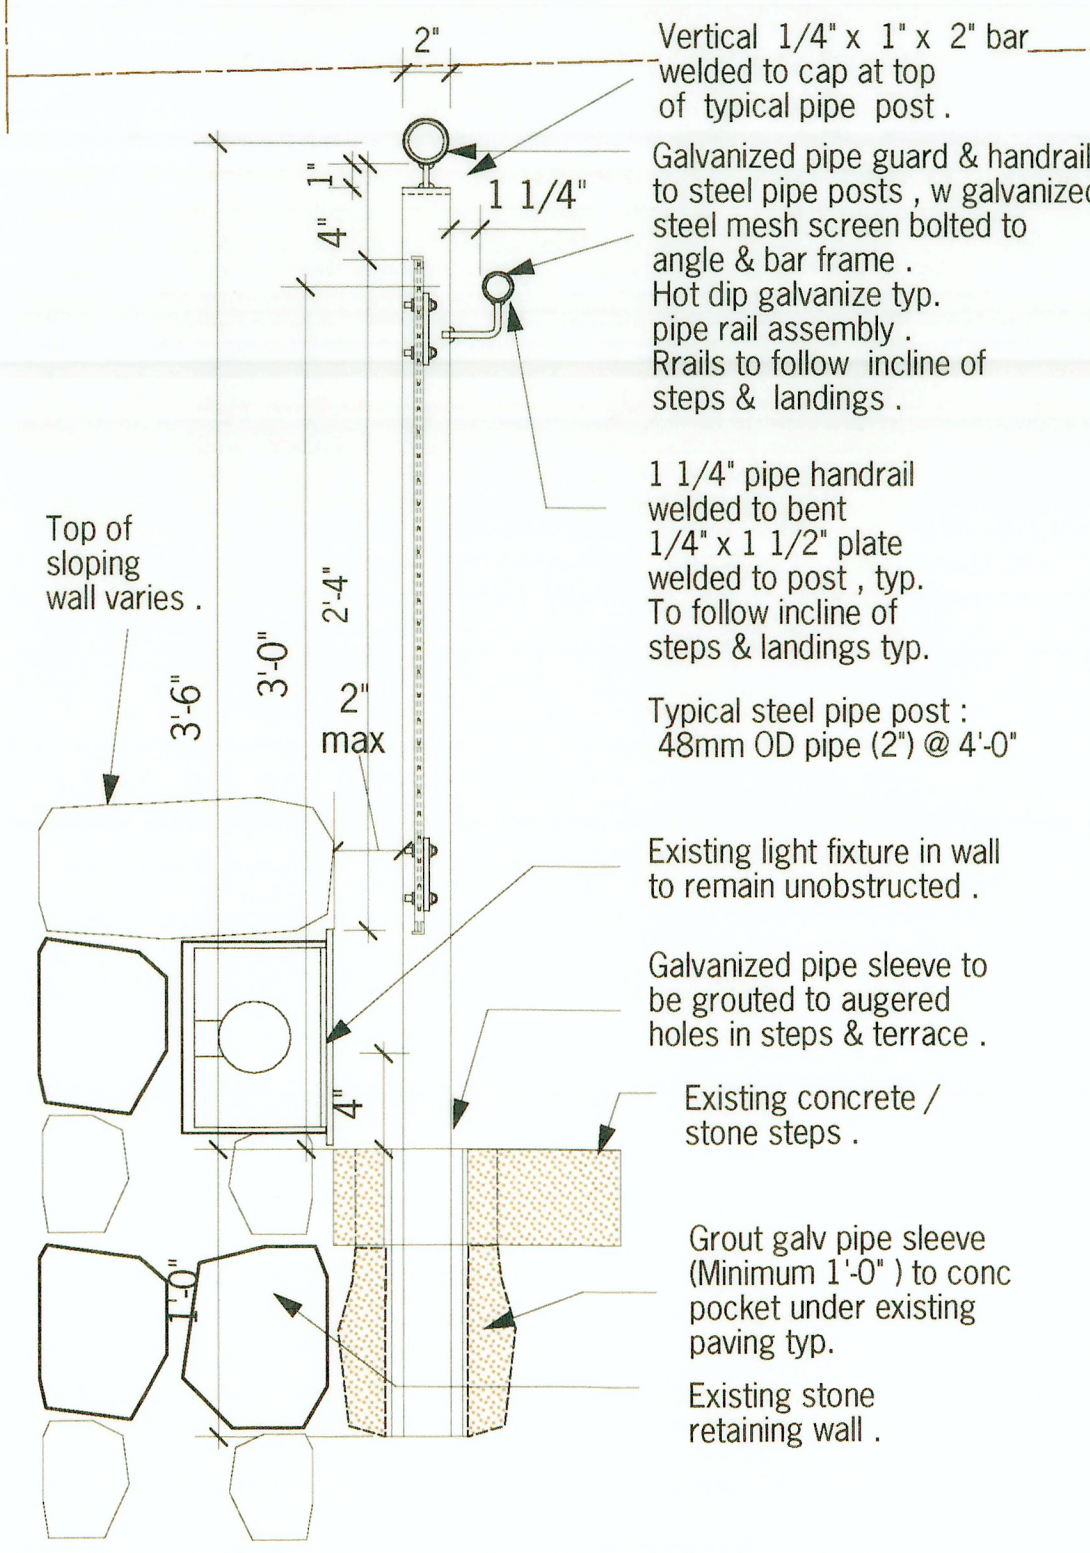 2"
Vertical 1/4" x 1" x 2" bar
welded to cap at top
of typical pipe post .
1"
4"
1 1/4"
Galvanized pipe guard & handrail
to steel pipe posts , w galvanized
steel mesh screen bolted to
angle & bar frame .
Hot dip galvanize typ.
pipe rail assembly .
Rrails to follow incline of
steps & landings .
1 1/4" pipe handrail
welded to bent
1/4" x 1 1/2" plate
welded to post , typ.
To follow incline of
steps & landings typ.
Top of
sloping
wall varies .
2'-4"
3'-0"
3'-6"
2"
max
Typical steel pipe post :
48mm OD pipe (2") @ 4'-0"
Existing light fixture in wall
to remain unobstructed .
Galvanized pipe sleeve to
be grouted to augered
holes in steps & terrace .
4"
Existing concrete /
stone steps .
1'-0"
Grout galv pipe sleeve
(Minimum 1'-0" ) to conc
pocket under existing
paving typ.
Existing stone
retaining wall .